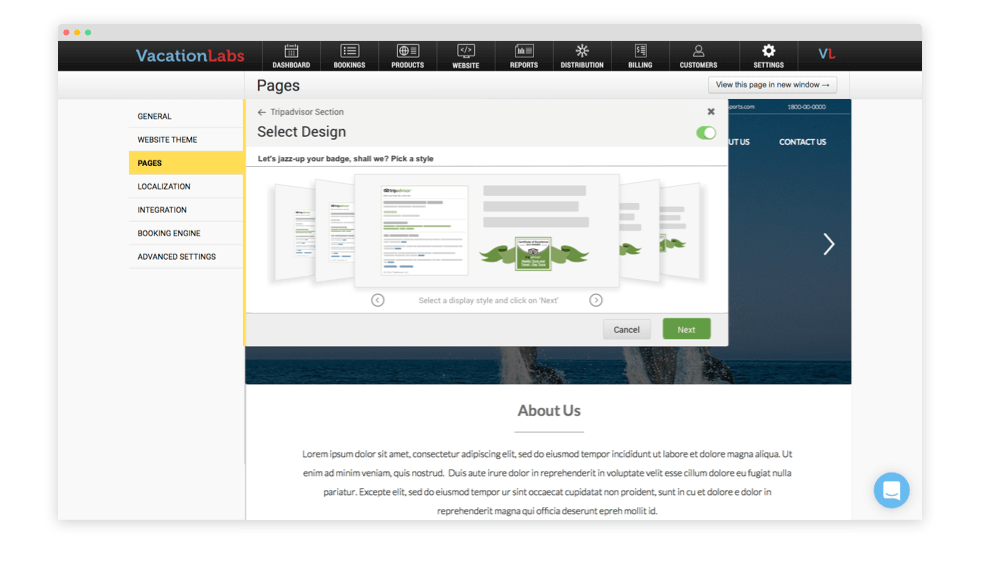 VacationLabs
DASHBOARD
BOOKINGS
PRODUCTS
WEBSITE
REPORTS
DISTRIBUTION
BILLING
CUSTOMERS
SETTINGS
VL
Pages
View this page in new window →
GENERAL
WEBSITE THEME
PAGES
LOCALIZATION
INTEGRATION
BOOKING ENGINE
ADVANCED SETTINGS
← Tripadvisor Section
Select Design
ports.com
1800-00-0000
UT US
CONTACT US
Let's jazz-up your badge, shall we? Pick a style
tripadvisor
Select a display style and click on 'Next'
Cancel
Next
About Us
Lorem ipsum dolor sit amet, consectetur adipiscing elit, sed do eiusmod tempor incididunt ut labore et dolore magna aliqua. Ut
enim ad minim veniam, quis nostrud. Duis aute irure dolor in reprehenderit in voluptate velit esse cillum dolore eu fugiat nulla
pariatur. Excepte elit, sed do eiusmod tempor ur sint occaecat cupidatat non proident, sunt in cu et dolore e dolor in
reprehenderit magna qui officia deserunt epreh mollit id.